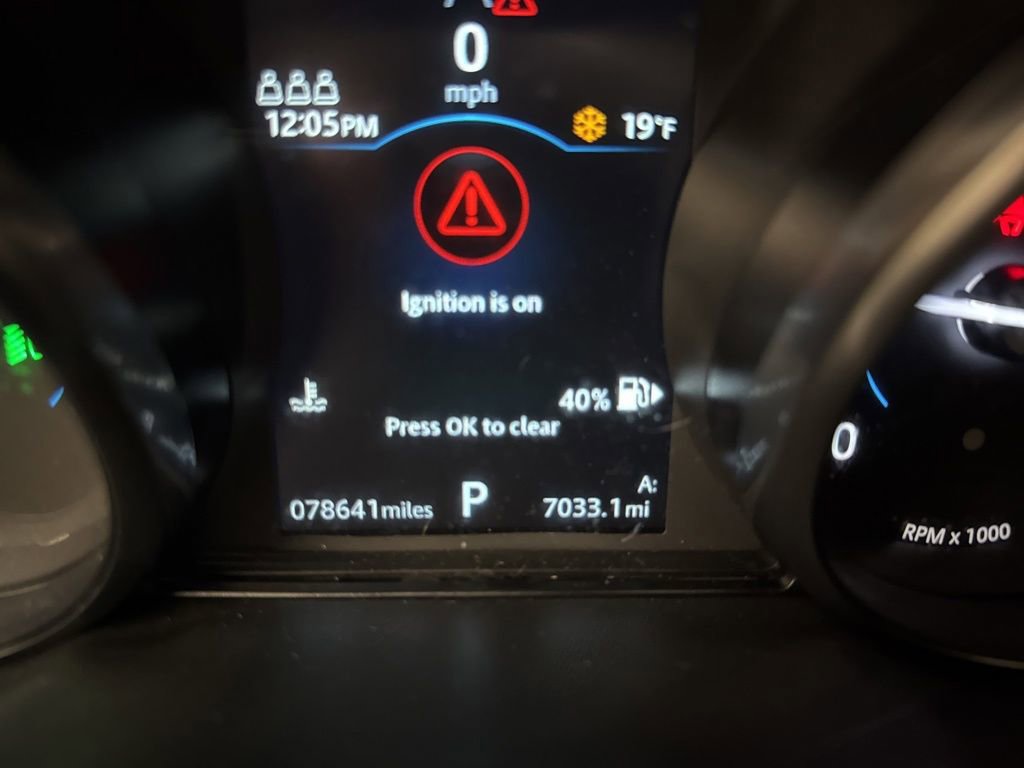 0
mph
12:05PM
19°F
Ignition is on
40%
Press OK to clear
0
A:
078641miles P 7033.1mi
RPM x 1000